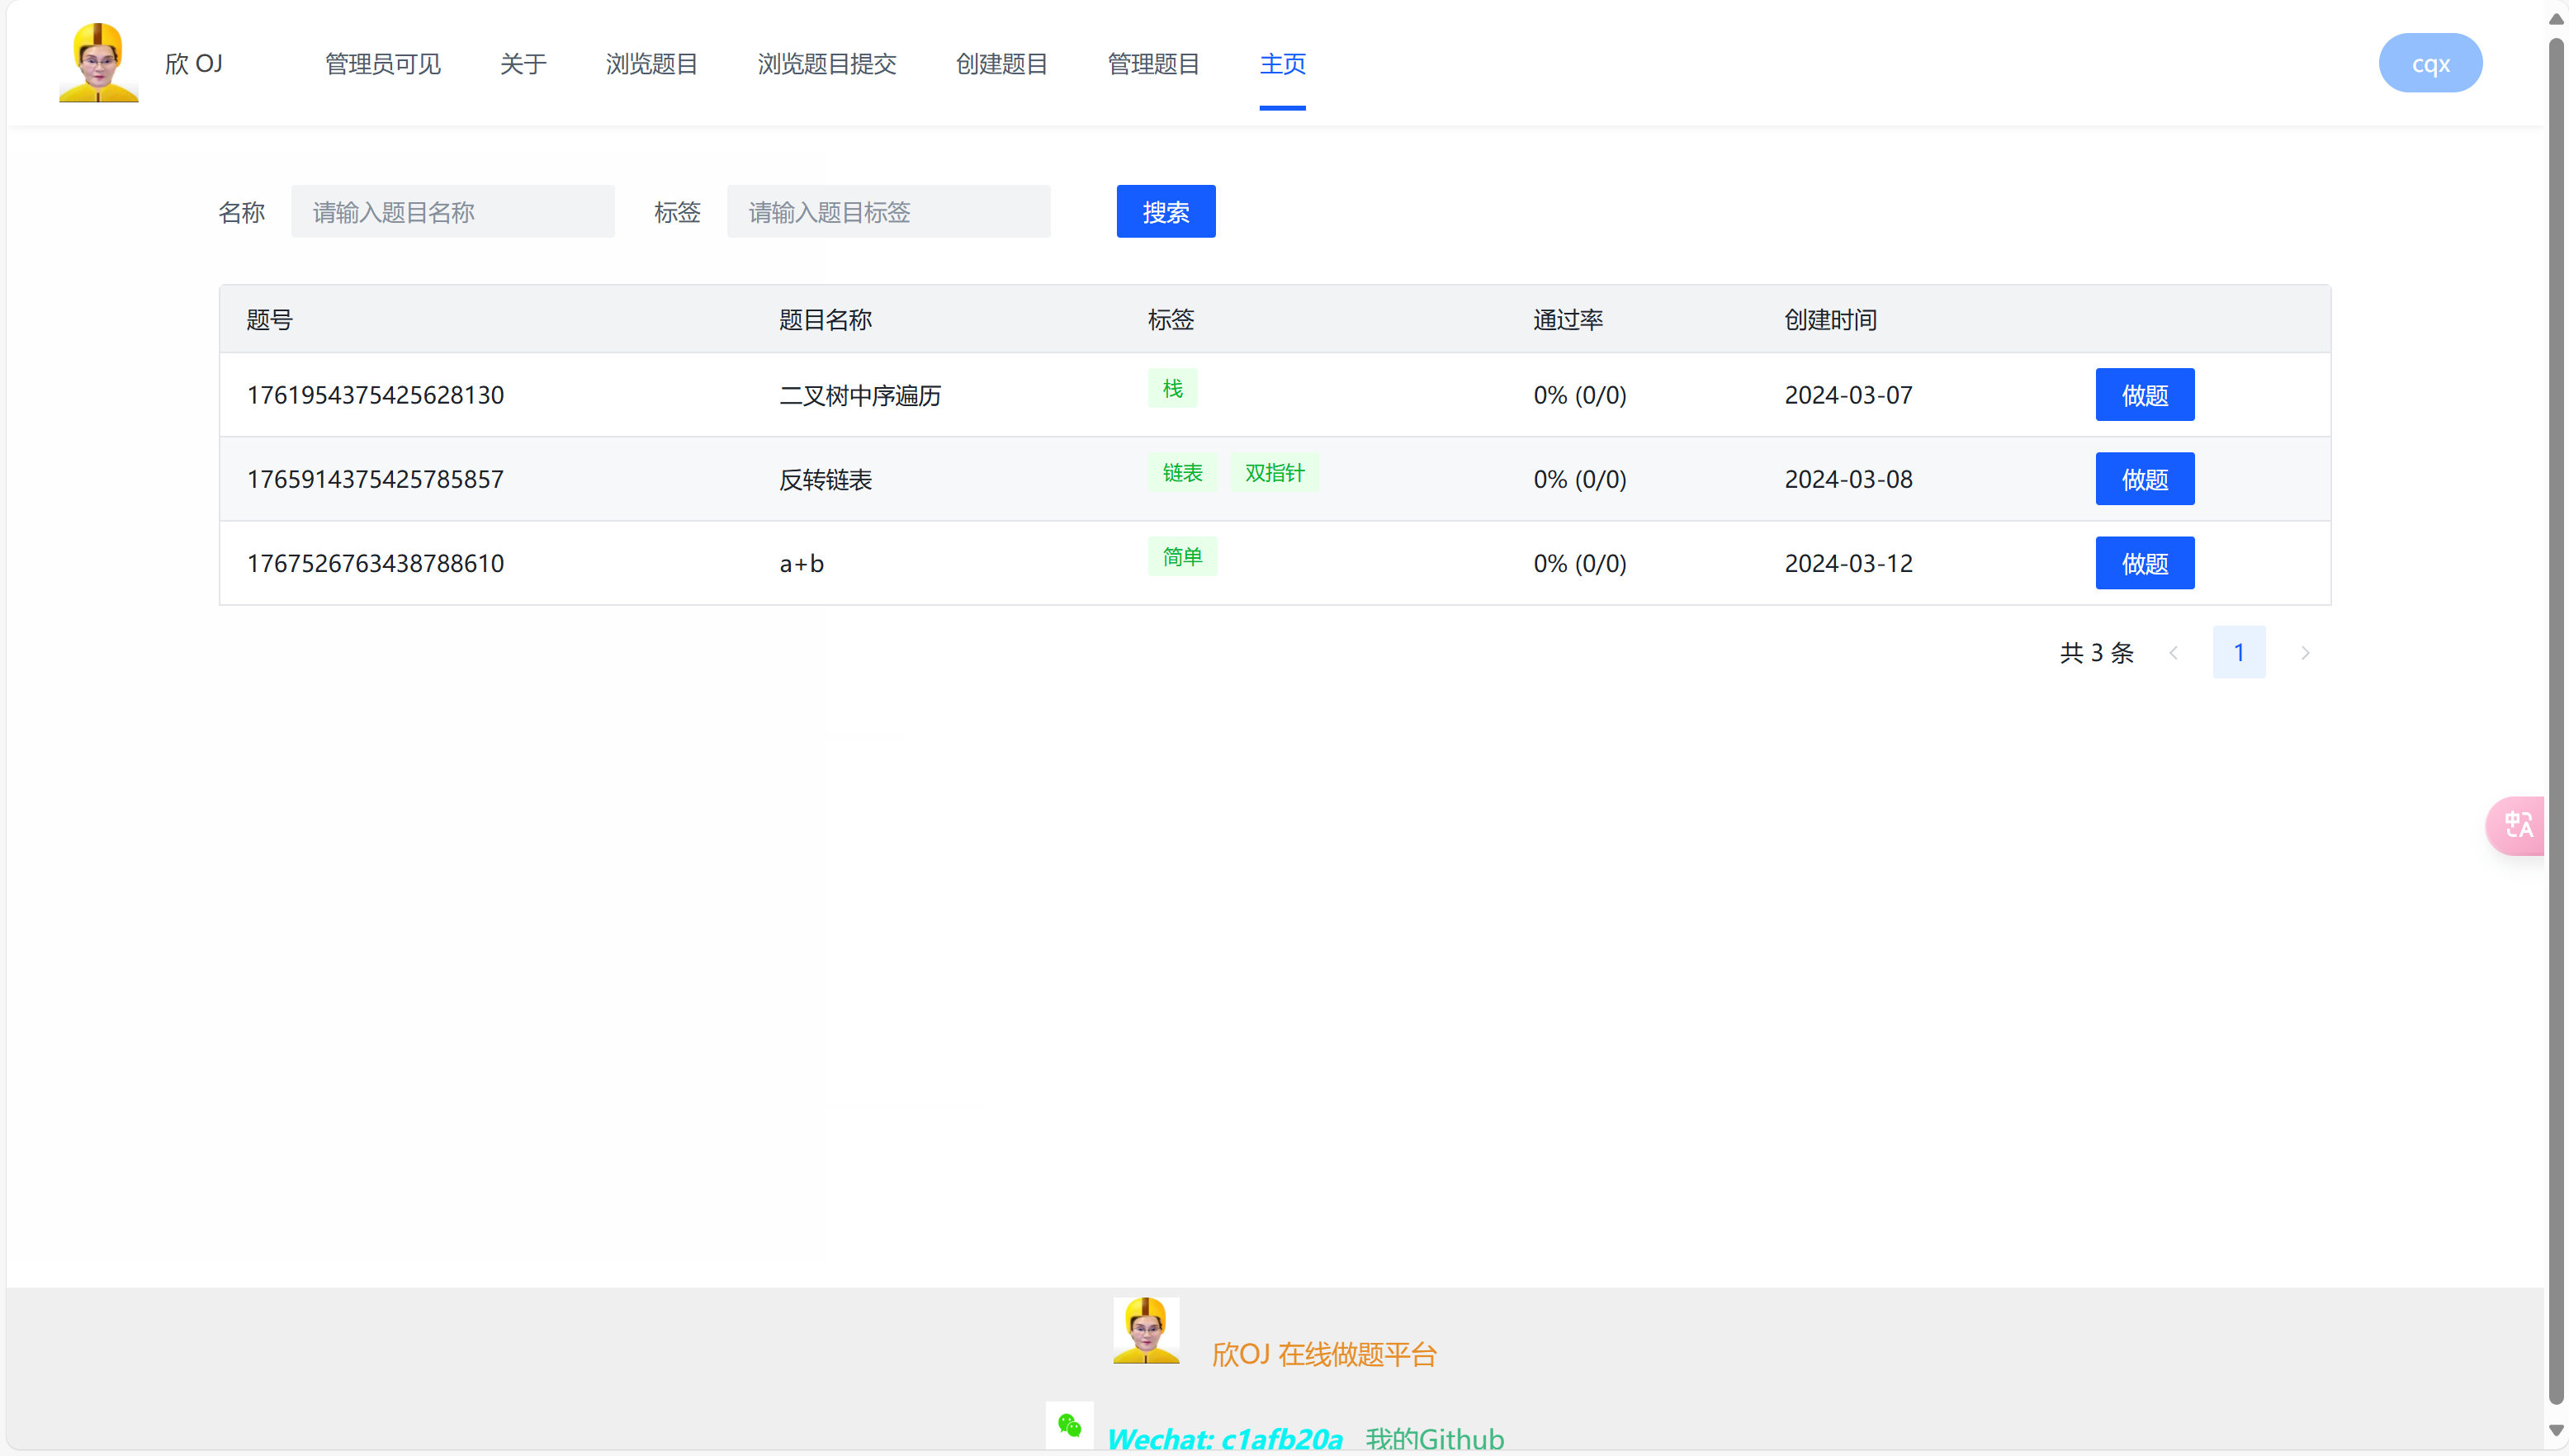 欣 OJ 管理员可见 关于 浏览题目 浏览题目提交 创建题目 管理题目 主页 cqx
名称 请输入题目名称 标签 请输入题目标签 搜索
题号 题目名称 标签 通过率 创建时间
1761954375425628130 二叉树中序遍历 栈 0% (0/0) 2024-03-07 做题
1765914375425785857 反转链表 链表 双指针 0% (0/0) 2024-03-08 做题
1767526763438788610 a+b 简单 0% (0/0) 2024-03-12 做题
共 3 条 1
中 A
欣OJ 在线做题平台
Wechat: c1afb20a 我的Github